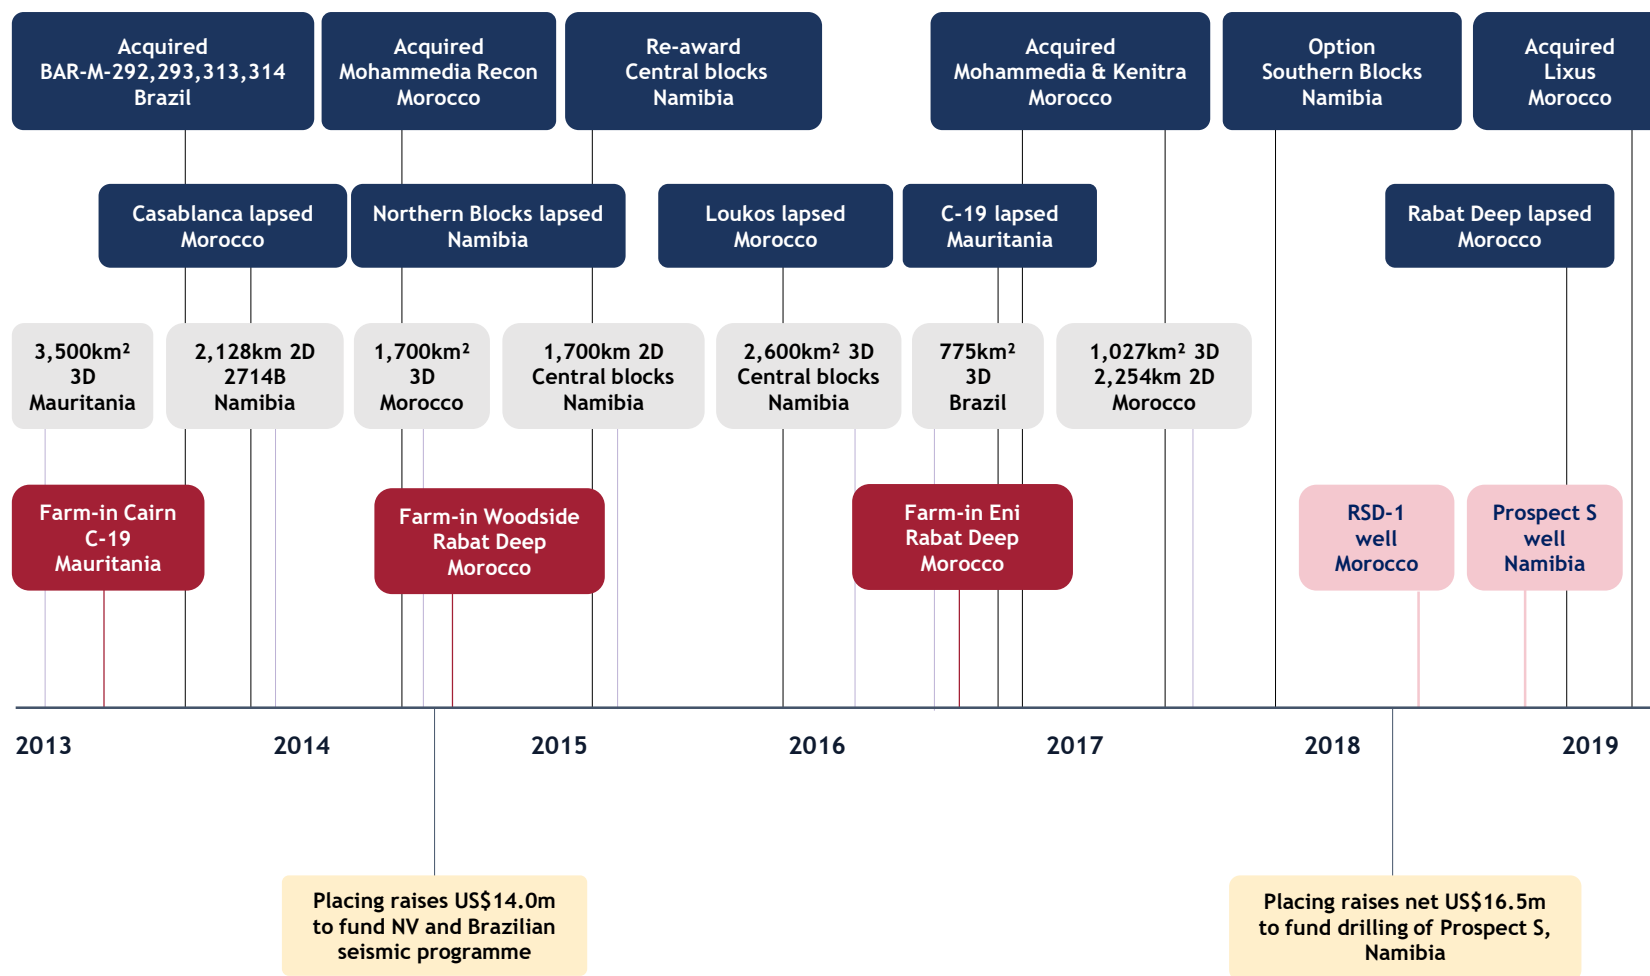 Acquired
BAR-M-292,293,313,314
Brazil
Acquired
Mohammedia Recon
Morocco
Re-award
Central blocks
Namibia
Acquired
Mohammedia & Kenitra
Morocco
Option
Southern Blocks
Namibia
Acquired
Lixus
Morocco
Casablanca lapsed
Morocco
Northern Blocks lapsed
Namibia
Loukos lapsed
Morocco
C-19 lapsed
Mauritania
Rabat Deep lapsed
Morocco
3,500km²
3D
Mauritania
2,128km 2D
2714B
Namibia
1,700km²
3D
Morocco
1,700km 2D
Central blocks
Namibia
2,600km² 3D
Central blocks
Namibia
775km²
3D
Brazil
1,027km² 3D
2,254km 2D
Morocco
Farm-in Cairn
C-19
Mauritania
Farm-in Woodside
Rabat Deep
Morocco
Farm-in Eni
Rabat Deep
Morocco
RSD-1
well
Morocco
Prospect S
well
Namibia
2013
2014
2015
2016
2017
2018
2019
Placing raises US$14.0m
to fund NV and Brazilian
seismic programme
Placing raises net US$16.5m
to fund drilling of Prospect S,
Namibia